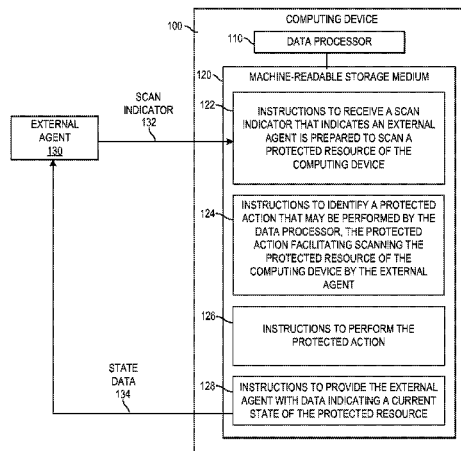 100
COMPUTING DEVICE
110
DATA PROCESSOR
120
MACHINE-READABLE STORAGE MEDIUM
122
INSTRUCTIONS TO RECEIVE A SCAN
INDICATOR THAT INDICATES AN EXTERNAL
AGENT IS PREPARED TO SCAN A
PROTECTED RESOURCE OF THE
COMPUTING DEVICE
SCAN
INDICATOR
132
EXTERNAL
AGENT
130
124
INSTRUCTIONS TO IDENTIFY A PROTECTED
ACTION THAT MAY BE PERFORMED BY THE
DATA PROCESSOR, THE PROTECTED
ACTION FACILITATING SCANNING THE
PROTECTED RESOURCE OF THE
COMPUTING DEVICE BY THE EXTERNAL
AGENT
126
INSTRUCTIONS TO PERFORM THE
PROTECTED ACTION
STATE
DATA
134
128
INSTRUCTIONS TO PROVIDE THE EXTERNAL
AGENT WITH DATA INDICATING A CURRENT
STATE OF THE PROTECTED RESOURCE